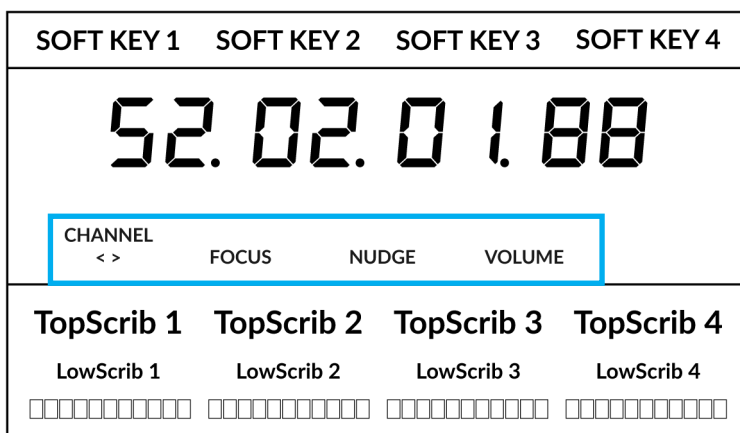 SOFT KEY 1 SOFT KEY 2 SOFT KEY 3 SOFT KEY 4
52.02.01.88
CHANNEL
< > FOCUS NUDGE VOLUME
TopScrib 1 TopScrib 2 TopScrib 3 TopScrib 4
LowScrib 1 LowScrib 2 LowScrib 3 LowScrib 4